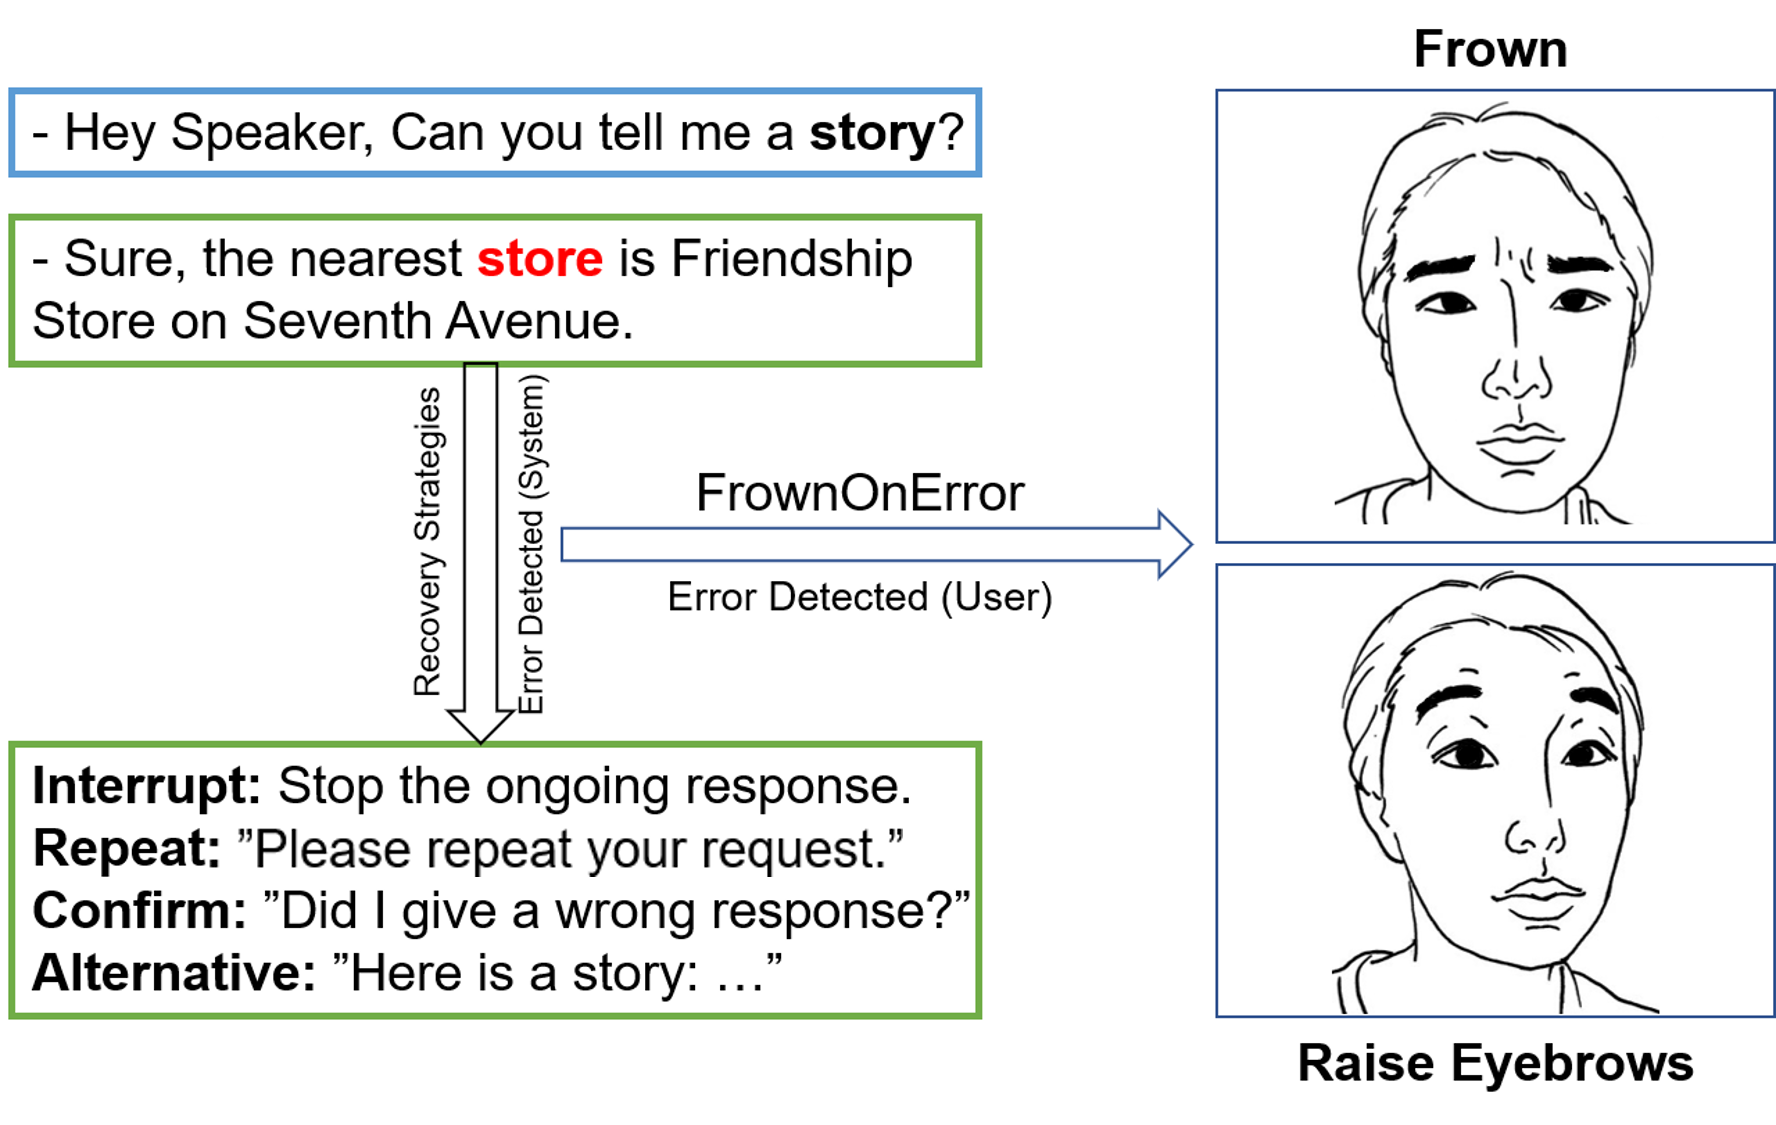 Frown
- Hey Speaker, Can you tell me a story?
- Sure, the nearest store is Friendship
Store on Seventh Avenue.
Recovery Strategies
Error Detected (System)
FrownOnError
Error Detected (User)
Interrupt: Stop the ongoing response.
Repeat: ”Please repeat your request.”
Confirm: ”Did I give a wrong response?”
Alternative: ”Here is a story: …”
Raise Eyebrows